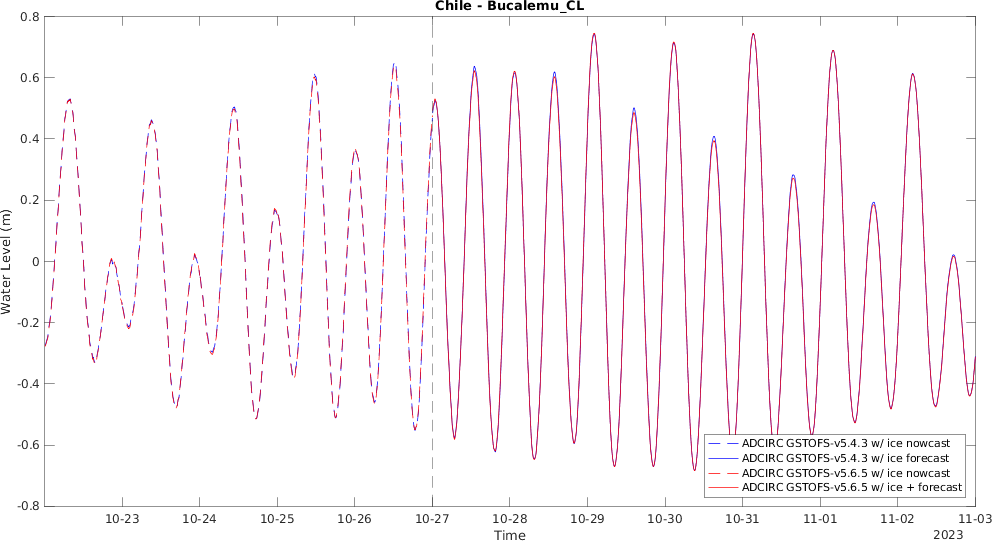 Chile - Bucalemu_CL
0.8
0.6
0.4
0.2
0
-0.2
-0.4
-0.6
-0.8
Water Level (m)
ADCIRC GSTOFS-v5.4.3 w/ ice nowcast
ADCIRC GSTOFS-v5.4.3 w/ ice forecast
ADCIRC GSTOFS-v5.6.5 w/ ice nowcast
ADCIRC GSTOFS-v5.6.5 w/ ice + forecast
10-23 10-24 10-25 10-26 10-27 10-28 10-29 10-30 10-31 11-01 11-02 11-03
Time
2023